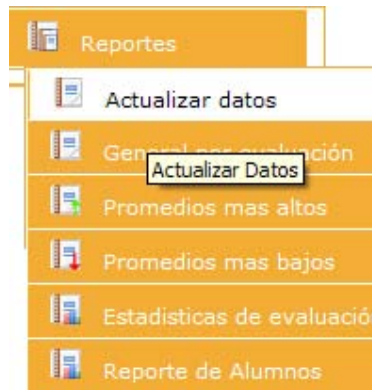 Reportes
Actualizar datos
General por evaluación
Actualizar Datos
Promedios mas altos
Promedios mas bajos
Estadisticas de evaluació
Reporte de Alumnos